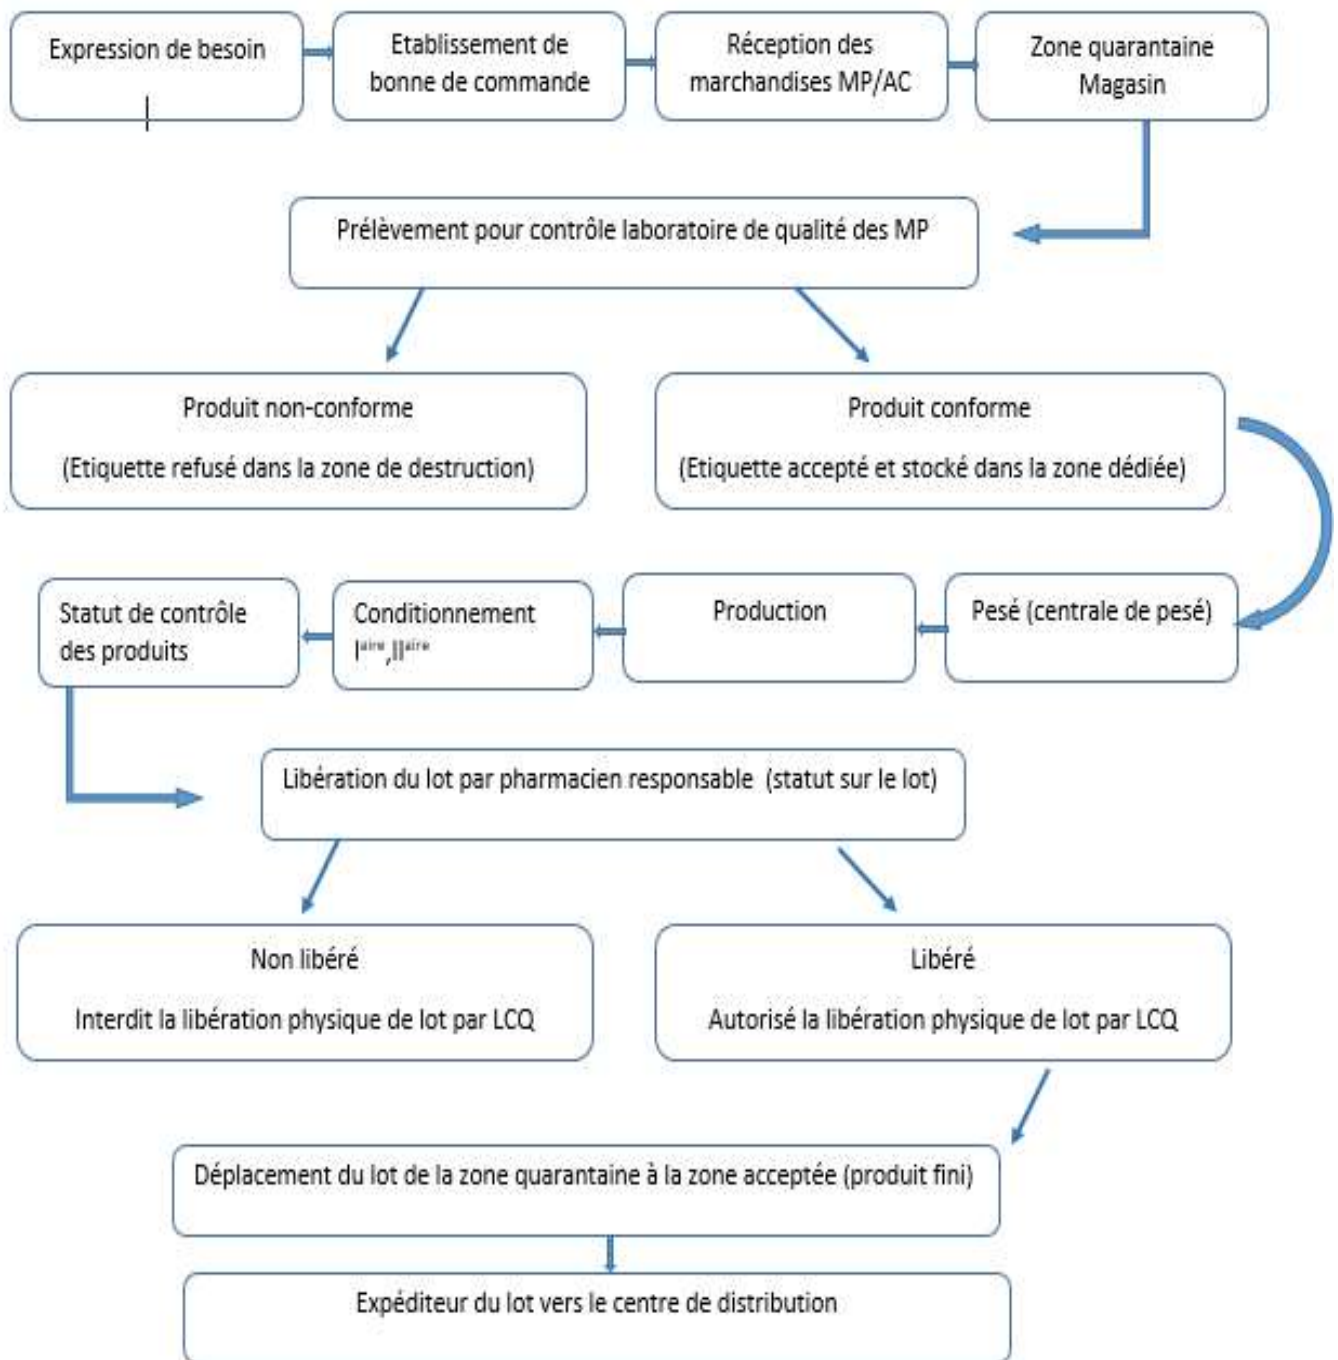 Expression de besoin
Etablissement de
bonne de commande
Réception des
marchandises MP/AC
Zone quarantaine
Magasin
Prélèvement pour contrôle laboratoire de qualité des MP
Produit non-conforme
(Etiquette refusé dans la zone de destruction)
Produit conforme
(Etiquette accepté et stocké dans la zone dédiée)
Statut de contrôle
des produits
Conditionnement
Iaire,IIaire
Production
Pesé (centrale de pesé)
Libération du lot par pharmacien responsable (statut sur le lot)
Non libéré
Interdit la libération physique de lot par LCQ
Libéré
Autorisé la libération physique de lot par LCQ
Déplacement du lot de la zone quarantaine à la zone acceptée (produit fini)
Expéditeur du lot vers le centre de distribution